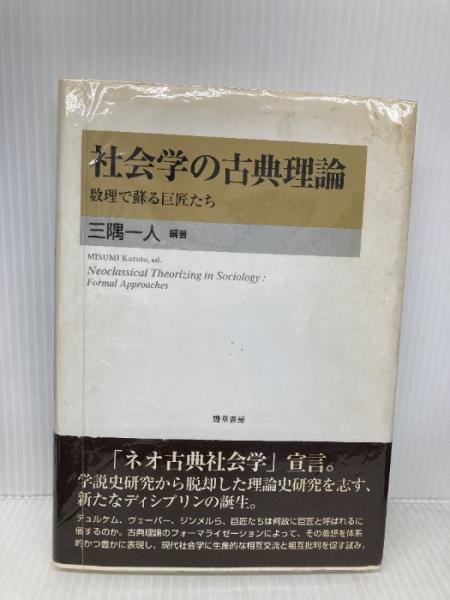 社会学の古典理論
数理で蘇る巨匠たち
三隅一人 編著
MISUMI Kazuto, ed.
Neoclassical Theorizing in Sociology :
Formal Approaches
勁草書房
「ネオ古典社会学」宣言。
学説史研究から脱却した理論史研究を志す、
新たなディシプリンの誕生。
デュルケム、ヴェーバー、ジンメルら、巨匠たちは何故に巨匠と呼ばれるに
値するのか。古典理論のフォーマライゼーションによって、その着想を体系
的かつ豊かに表現し、現代社会学に生産的な相互交流と相互批判を促す試み。